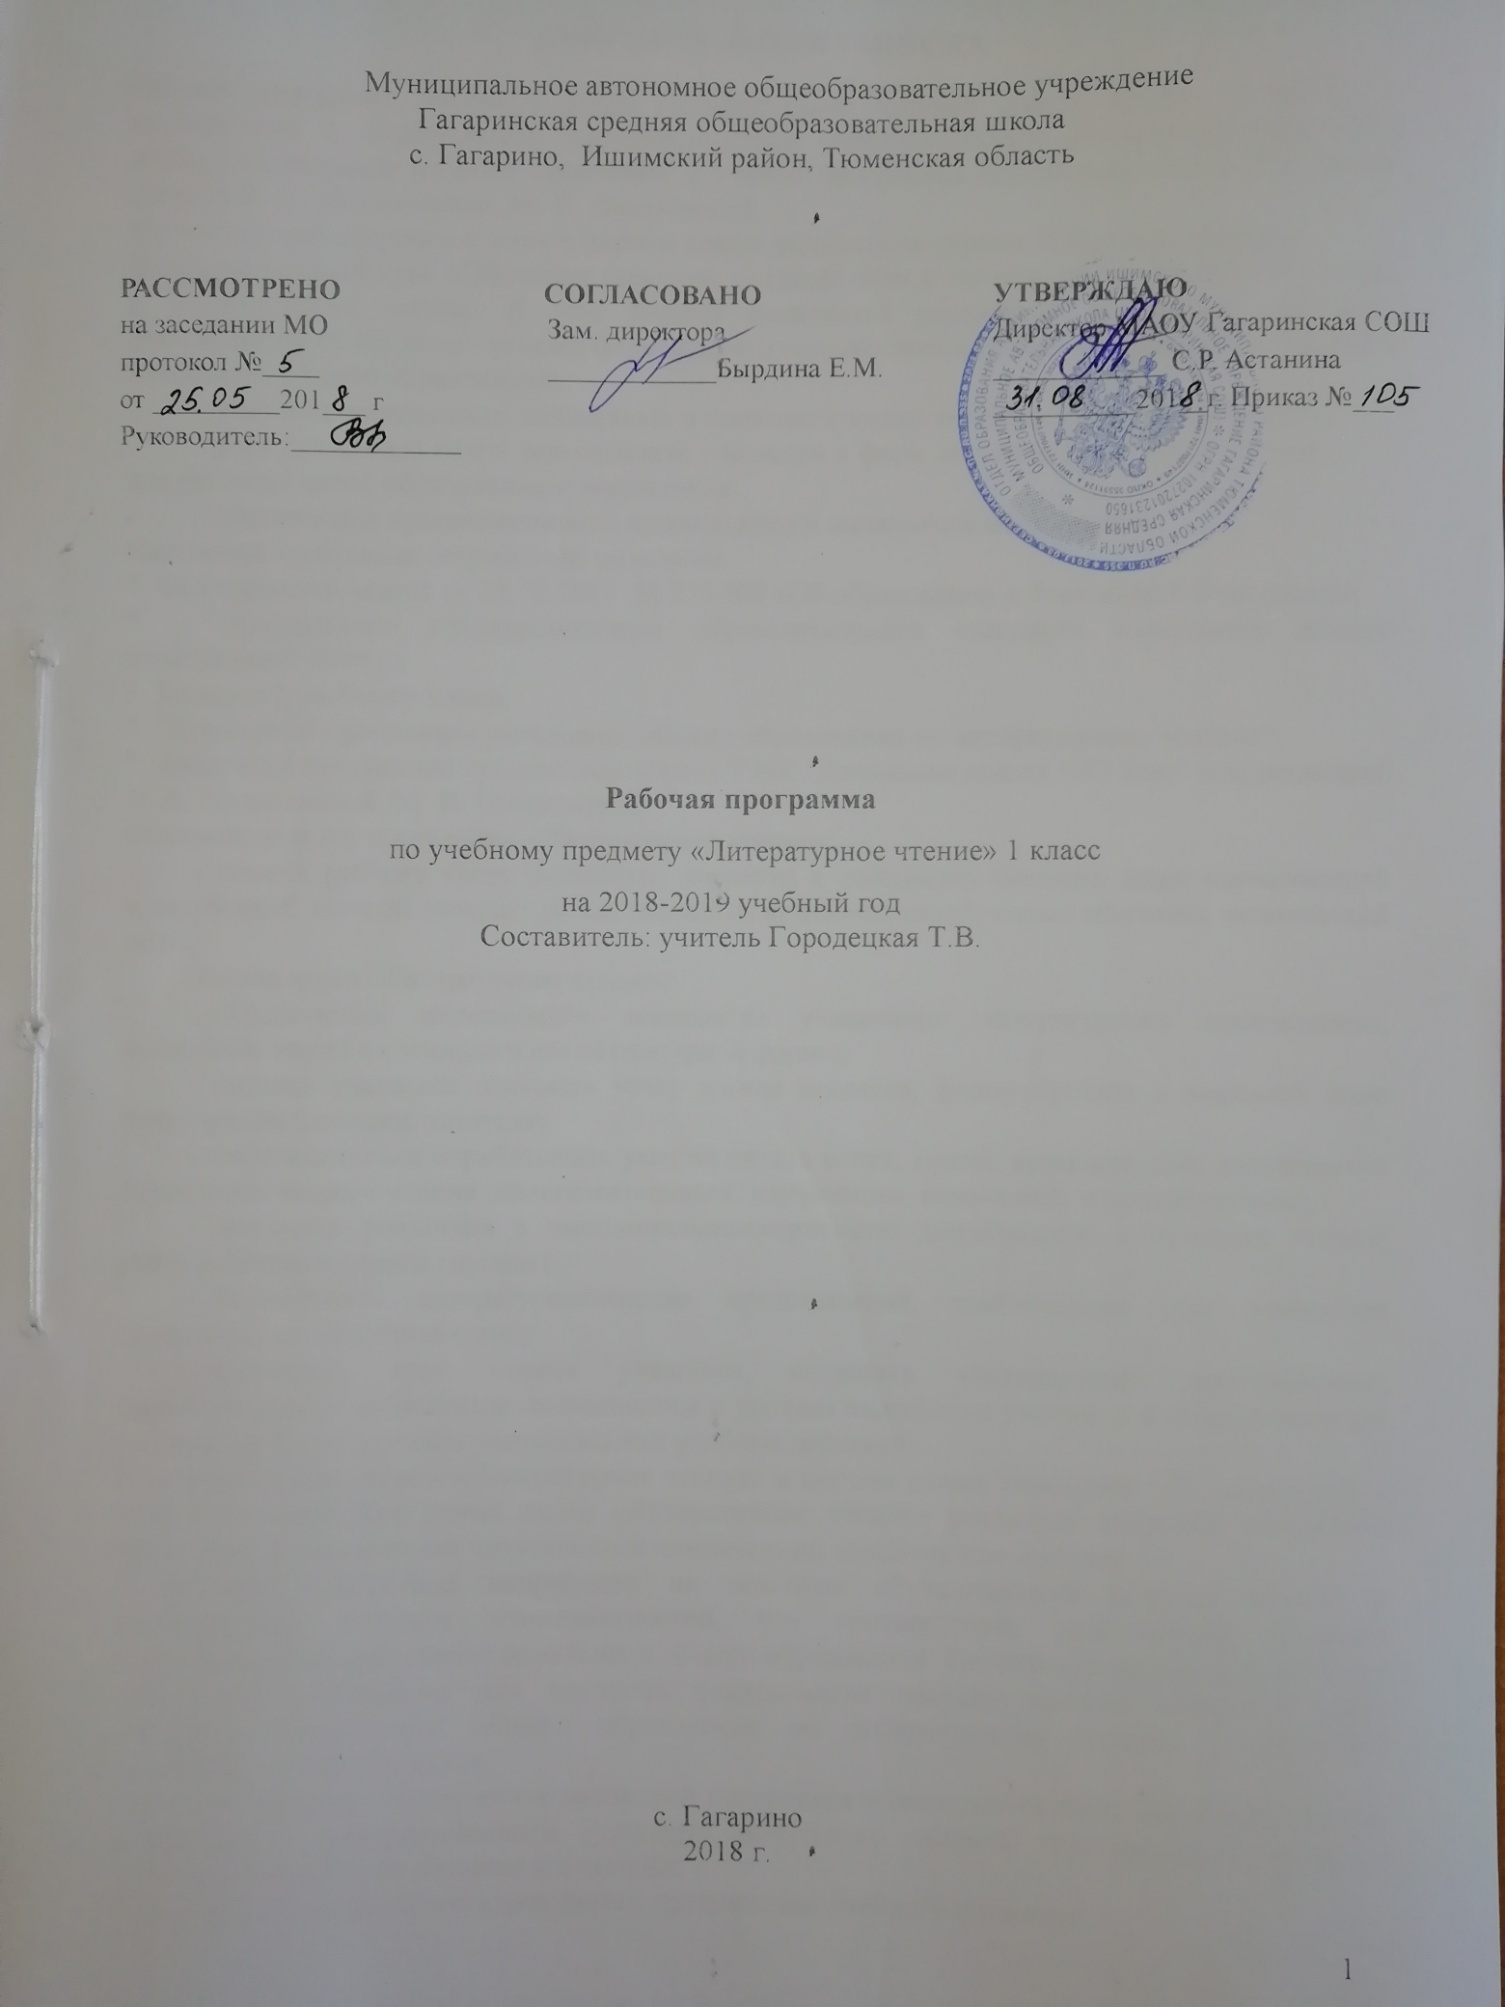 Муниципальное автономное общеобразовательное учреждение
Гагаринская средняя общеобразовательная школа
с. Гагарино, Ишимский район, Тюменская область
РАССМОТРЕНО
на заседании МО
протокол № 5
от 25.05 2018 г
Руководитель:
СОГЛАСОВАНО
Зам. директора
Бырдина Е.М.
УТВЕРЖДАЮ
Директор МАОУ Гагаринская СОШ
С.Р. Астанина
31.08 2018 г. Приказ № 105
Рабочая программа
по учебному предмету «Литературное чтение» 1 класс
на 2018-2019 учебный год
Составитель: учитель Городецкая Т.В.
с. Гагарино
2018 г.
1